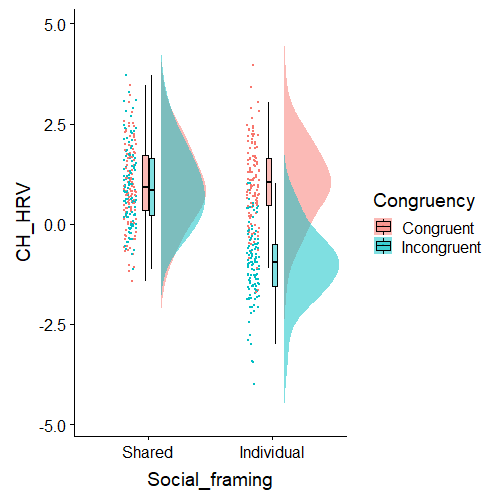 5.0
2.5
0.0
-2.5
-5.0
CH_HRV
Shared
Individual
Social_framing
Congruency
Congruent
Incongruent